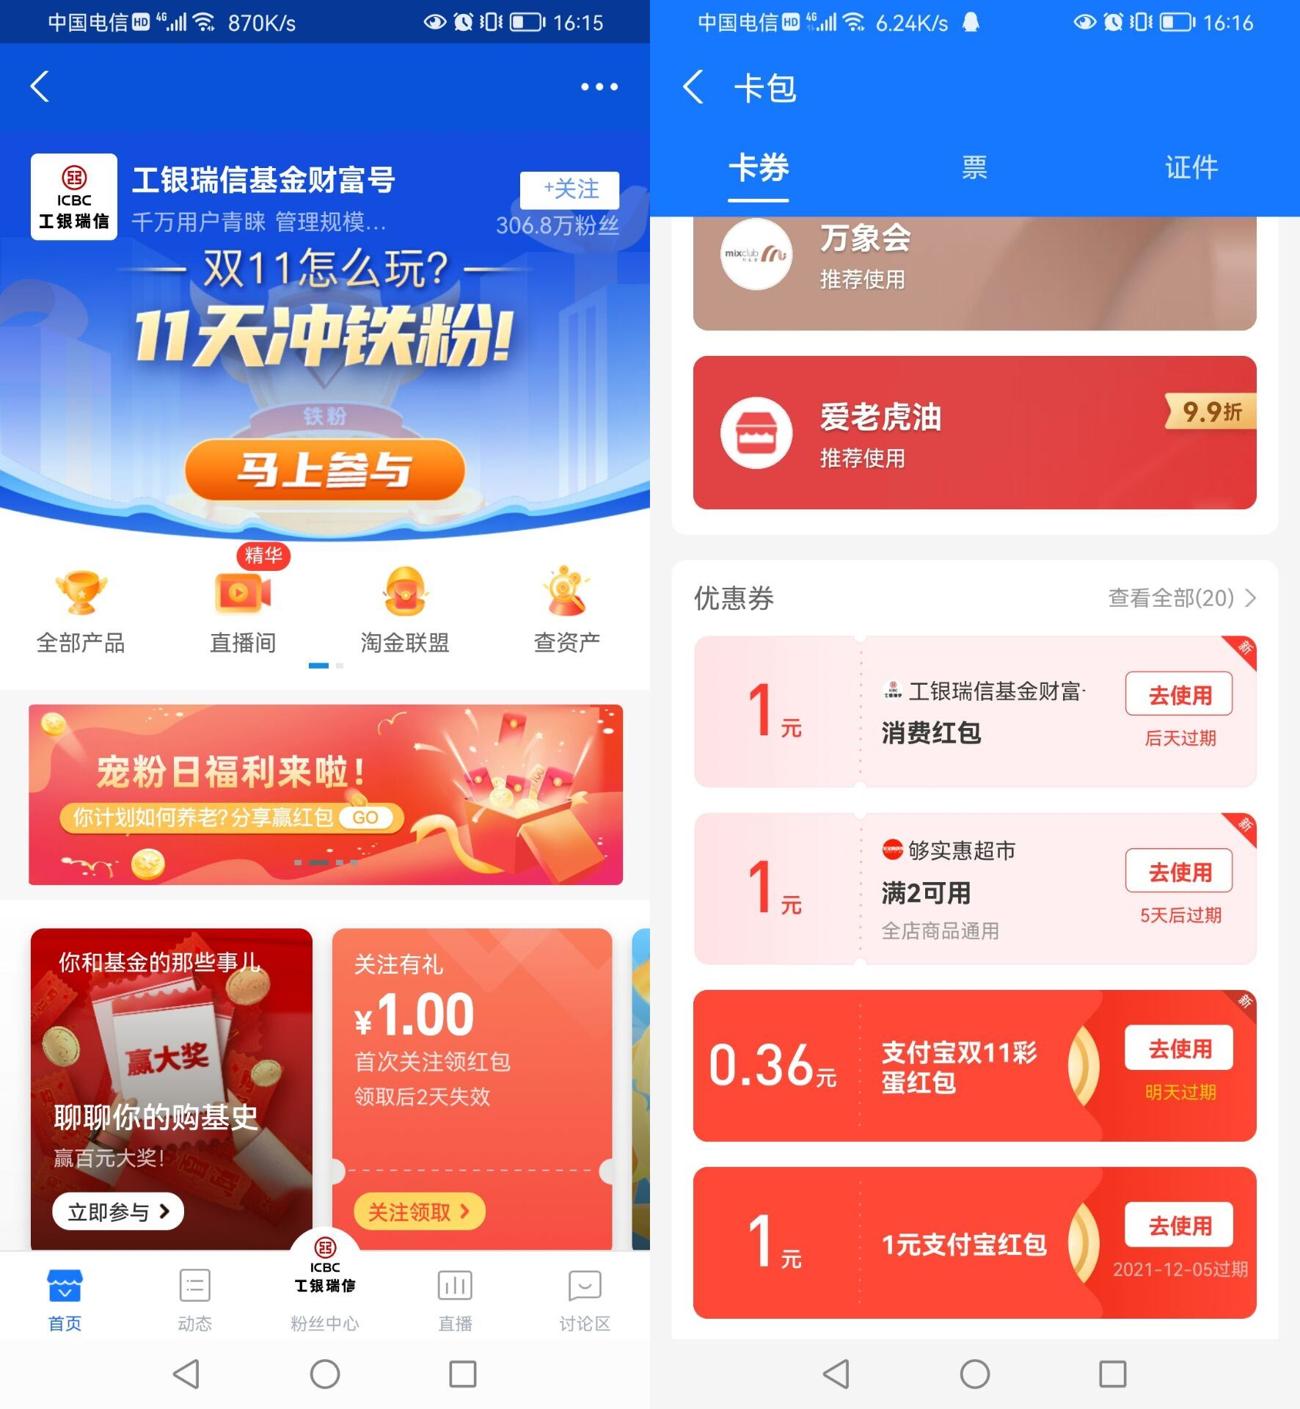 中国电信 HD 4G 870K/s 16:15
ICBC
工银瑞信
工银瑞信基金财富号
+关注
千万用户青睐 管理规模...
306.8万粉丝
双11怎么玩?
11天冲铁粉!
铁粉
马上参与
精华
全部产品
直播间
淘金联盟
查资产
宠粉日福利来啦!
你计划如何养老?分享赢红包 GO
你和基金的那些事儿
赢大奖
聊聊你的购基史
赢百元大奖!
立即参与
关注有礼
¥1.00
首次关注领红包
领取后2天失效
关注领取
ICBC
工银瑞信
首页
动态
粉丝中心
直播
讨论区
中国电信 HD 4G 6.24K/s 16:16
卡包
卡券
票
证件
mixclub
万象会
推荐使用
爱老虎油
推荐使用
9.9折
优惠券
查看全部(20)
新
1元
工银瑞信基金财富·
消费红包
去使用
后天过期
新
1元
够实惠超市
满2可用
全店商品通用
去使用
5天后过期
新
0.36元
支付宝双11彩
蛋红包
去使用
明天过期
1元
1元支付宝红包
去使用
2021-12-05过期